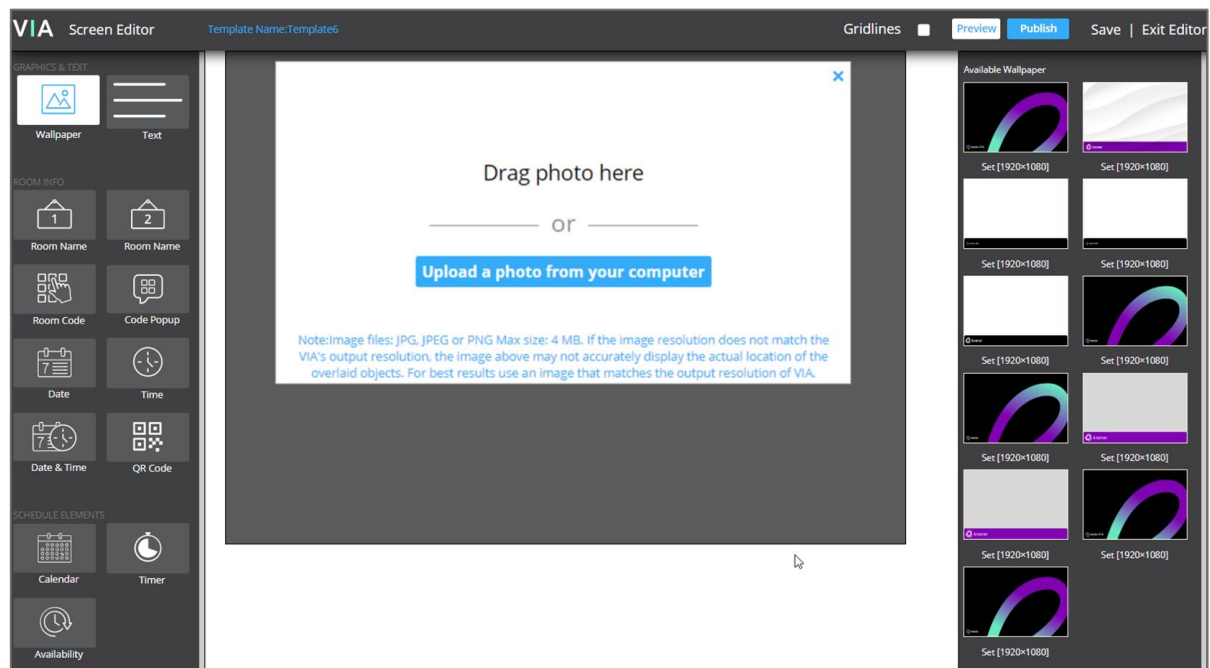 VIA Screen Editor
Template Name:Template6
Gridlines
Preview
Publish
Save | Exit Editor
GRAPHICS & TEXT
Wallpaper
Text
ROOM INFO
1
Room Name
2
Room Name
Room Code
Code Popup
7
Date
Time
7
Date & Time
QR Code
SCHEDULE ELEMENTS
Calendar
Timer
Availability
Drag photo here
or
Upload a photo from your computer
Note:Image files: JPG, JPEG or PNG Max size: 4 MB. If the image resolution does not match the
VIA's output resolution, the image above may not accurately display the actual location of the
overlaid objects. For best results use an image that matches the output resolution of VIA.
Available Wallpaper
Set [1920×1080]
Set [1920×1080]
Set [1920×1080]
Set [1920×1080]
Set [1920×1080]
Set [1920×1080]
Set [1920×1080]
kramer
Set [1920×1080]
kramer
Set [1920×1080]
Set [1920×1080]
Set [1920×1080]